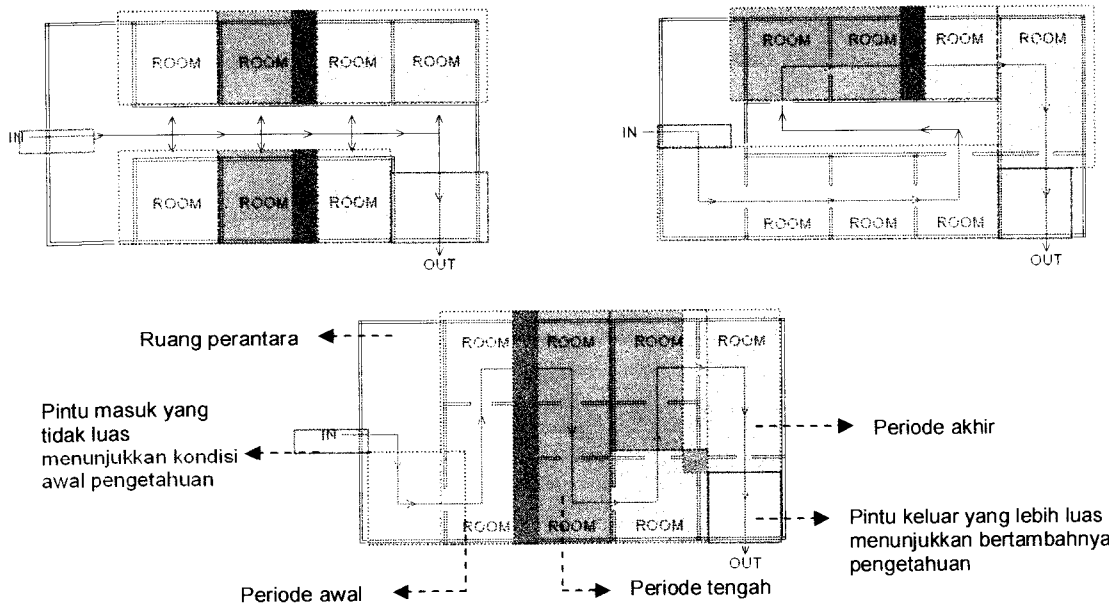 ROOM ROOM ROOM ROOM
IN
ROOM ROOM ROOM
OUT
ROOM ROOM ROOM ROOM
IN
ROOM ROOM ROOM
OUT
Ruang perantara
ROOM ROOM ROOM ROOM
Pintu masuk yang
tidak luas
menunjukkan kondisi
awal pengetahuan
IN
Periode akhir
ROOM ROOM ROOM
Pintu keluar yang lebih luas
menunjukkan bertambahnya
pengetahuan
OUT
Periode awal
Periode tengah